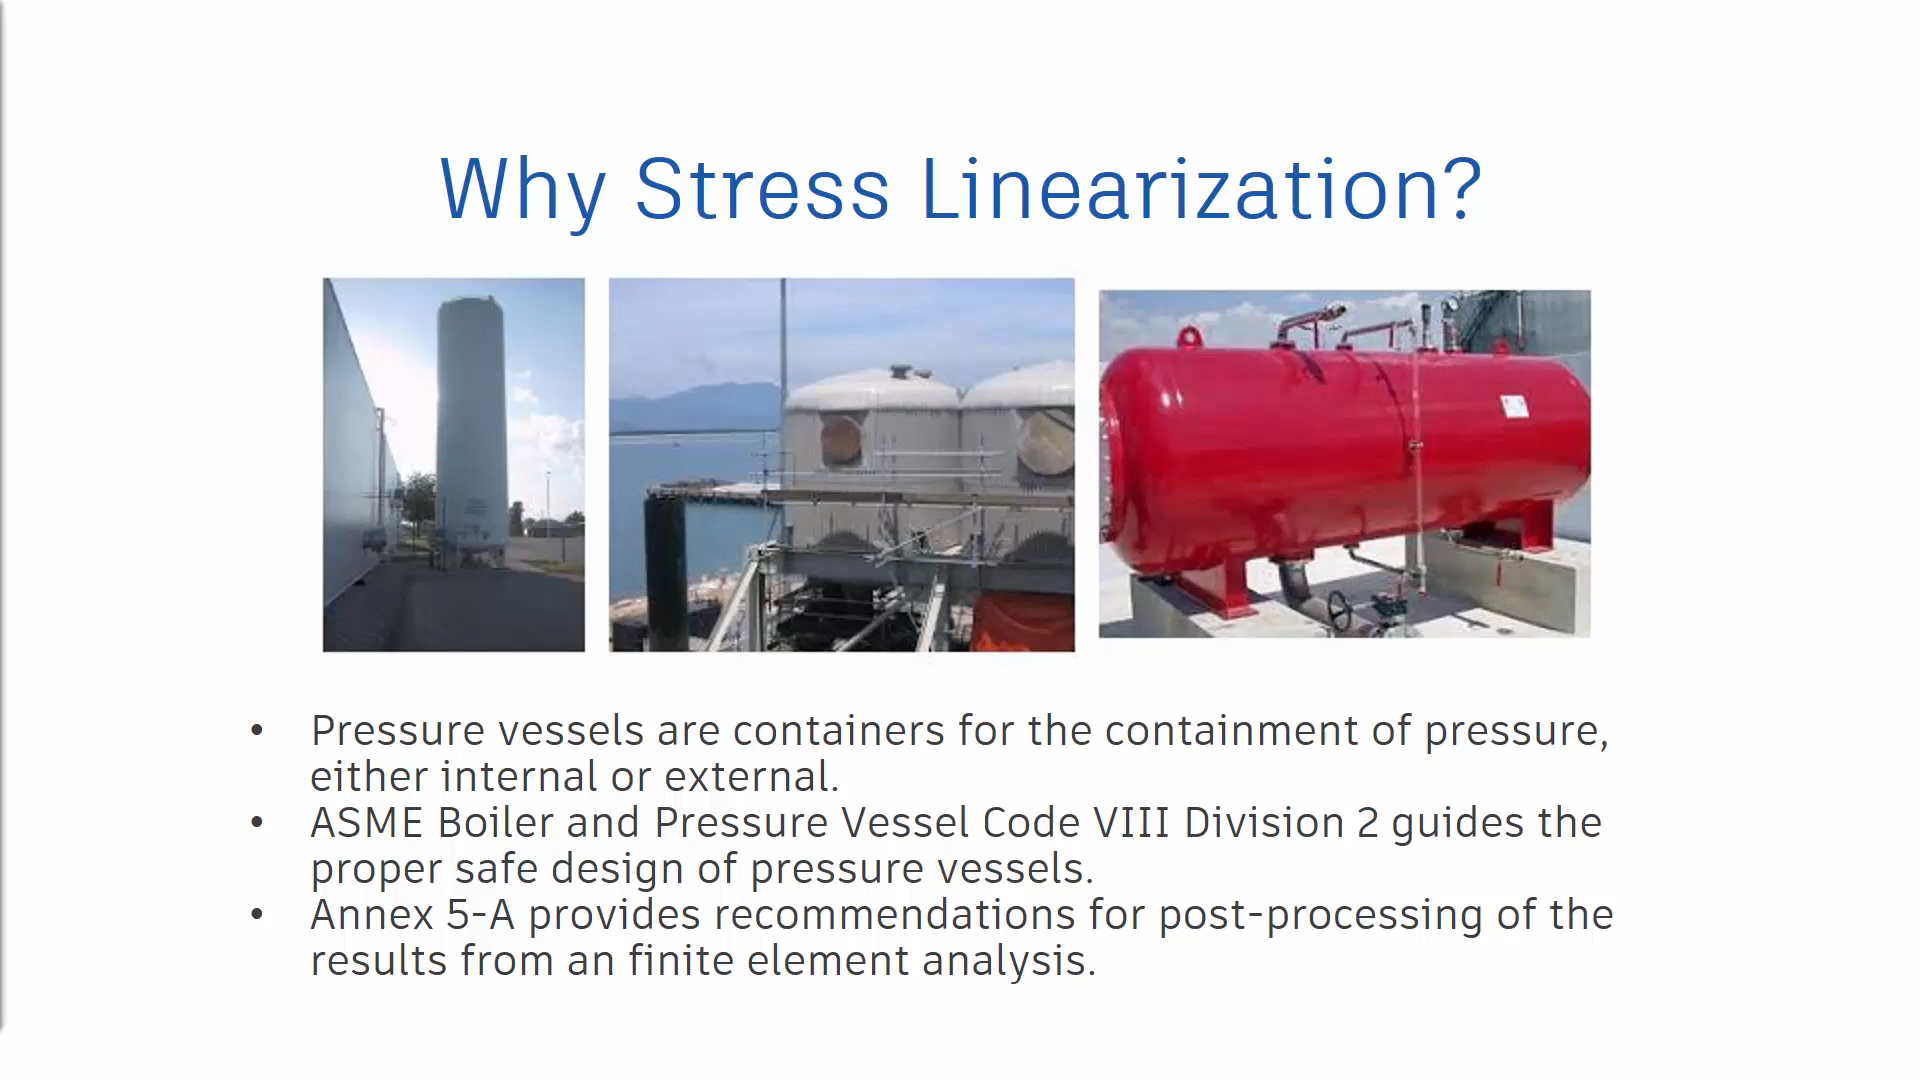 Why Stress Linearization?
• Pressure vessels are containers for the containment of pressure,
either internal or external.
• ASME Boiler and Pressure Vessel Code VIII Division 2 guides the
proper safe design of pressure vessels.
• Annex 5-A provides recommendations for post-processing of the
results from an finite element analysis.